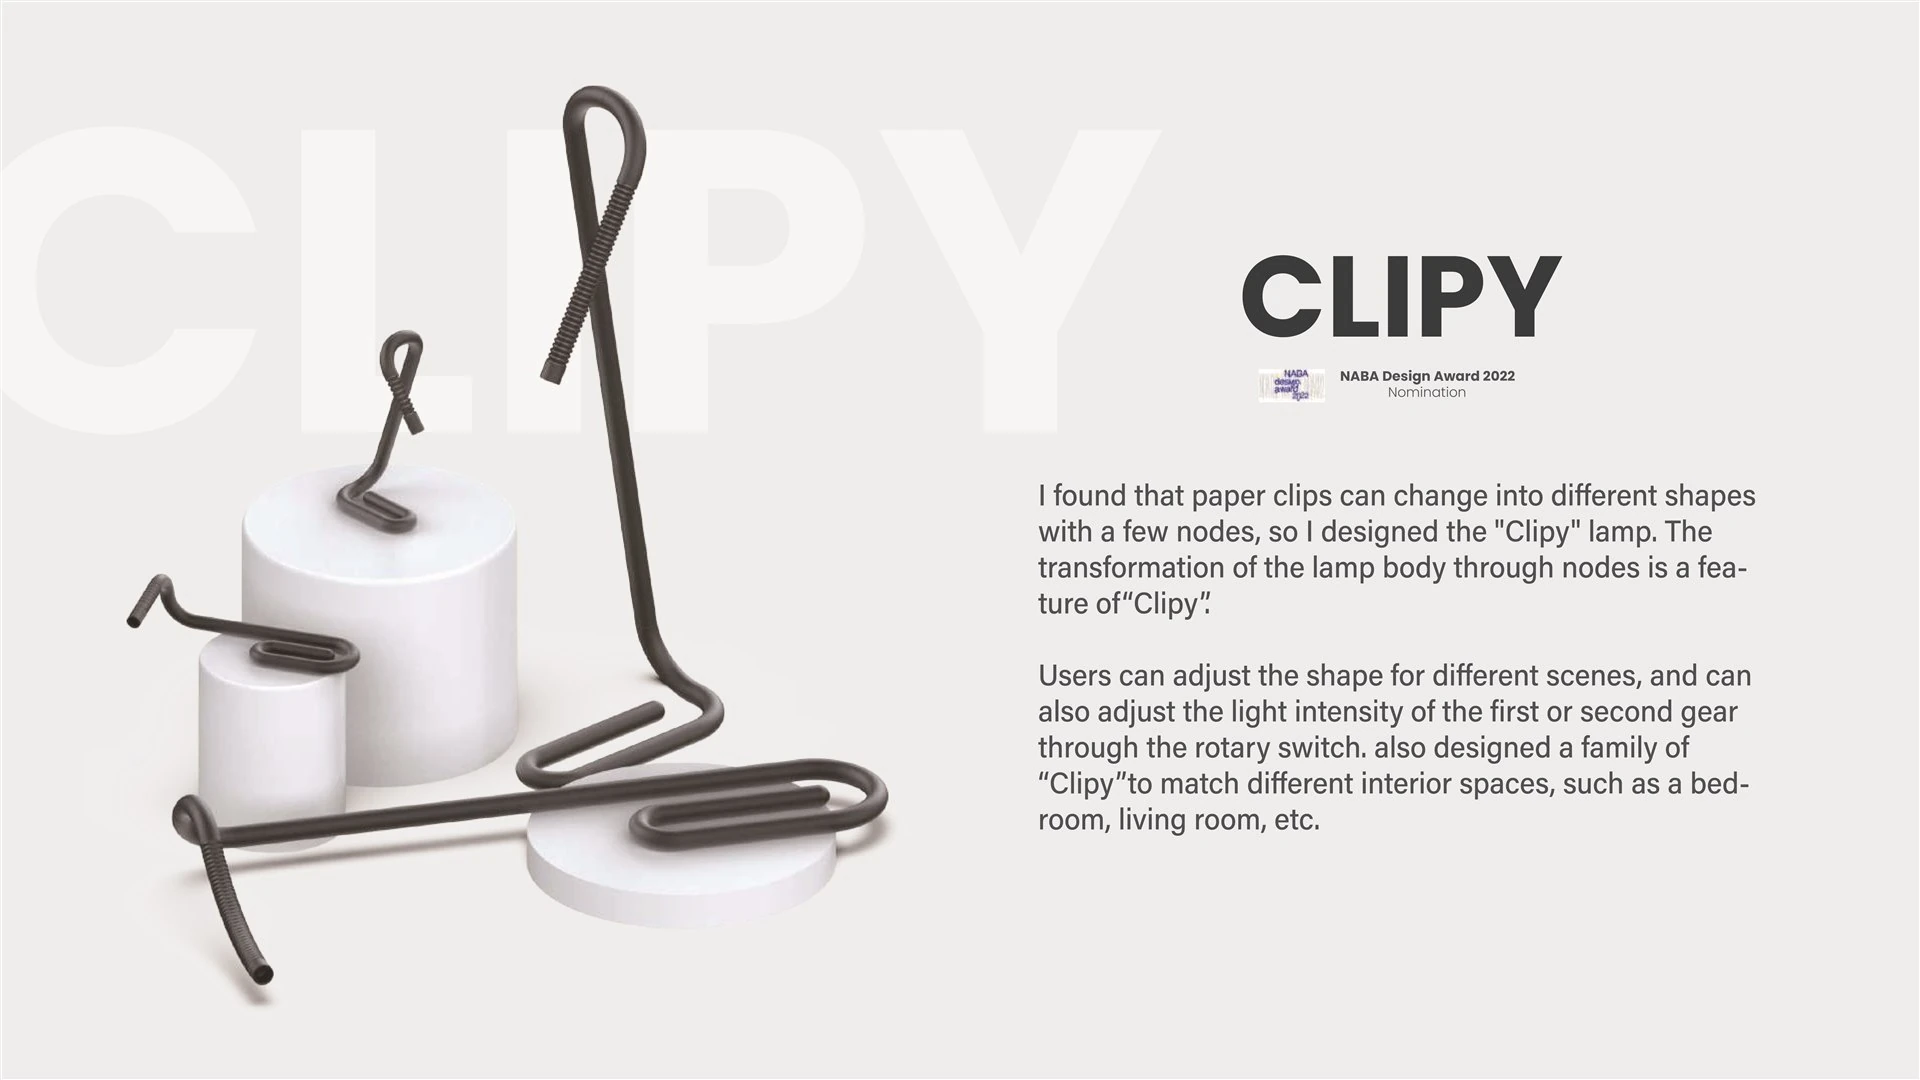 CLIPY
CLIPY
NABA
design
award
2022
NABA Design Award 2022
Nomination
I found that paper clips can change into different shapes
with a few nodes, so I designed the "Clipy" lamp. The
transformation of the lamp body through nodes is a fea-
ture of“Clipy”.
Users can adjust the shape for different scenes, and can
also adjust the light intensity of the first or second gear
through the rotary switch. also designed a family of
“Clipy”to match different interior spaces, such as a bed-
room, living room, etc.